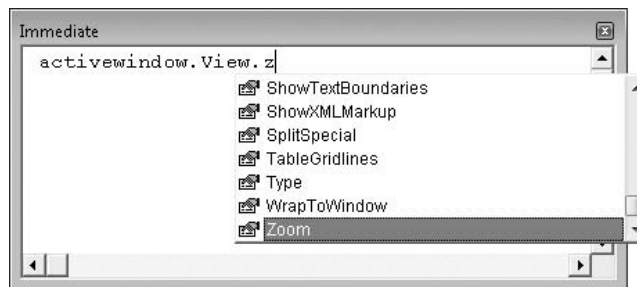 Immediate
activewindow.View.z
ShowTextBoundaries
ShowXMLMarkup
SplitSpecial
TableGridlines
Type
WrapToWindow
Zoom